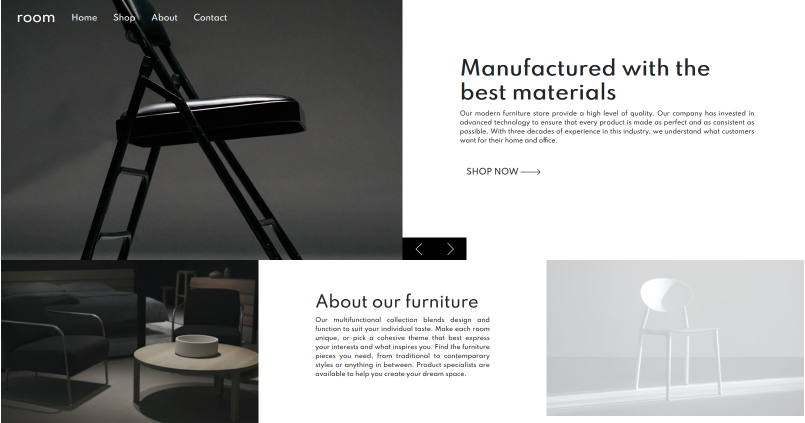 room Home Shop About Contact
Manufactured with the
best materials
Our modern furniture store provide a high level of quality. Our company has invested in
advanced technology to ensure that every product is made as perfect and as consistent as
possible. With three decades of experience in this industry, we understand what customers
want for their home and office.
SHOP NOW
About our furniture
Our multifunctional collection blends design and
function to suit your individual taste. Make each room
unique, or pick a cohesive theme that best express
your interests and what inspires you. Find the furniture
pieces you need, from traditional to contemporary
styles or anything in between. Product specialists are
available to help you create your dream space.